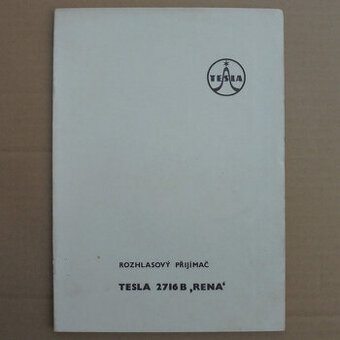 TESLA
ROZHLASOVÝ PŘIJÍMAČ
TESLA 2716 B ‚RENA‘